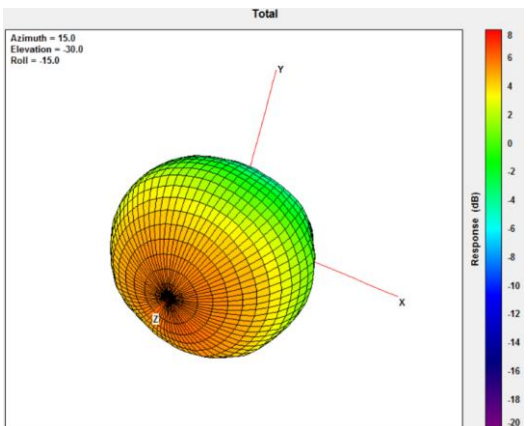 Total
Azimuth = 15.0
Elevation = -30.0
Roll = -15.0
Y
X
Z
8
6
4
2
0
-2
-4
-6
-8
-10
-12
-14
-16
-18
-20
Response (dB)